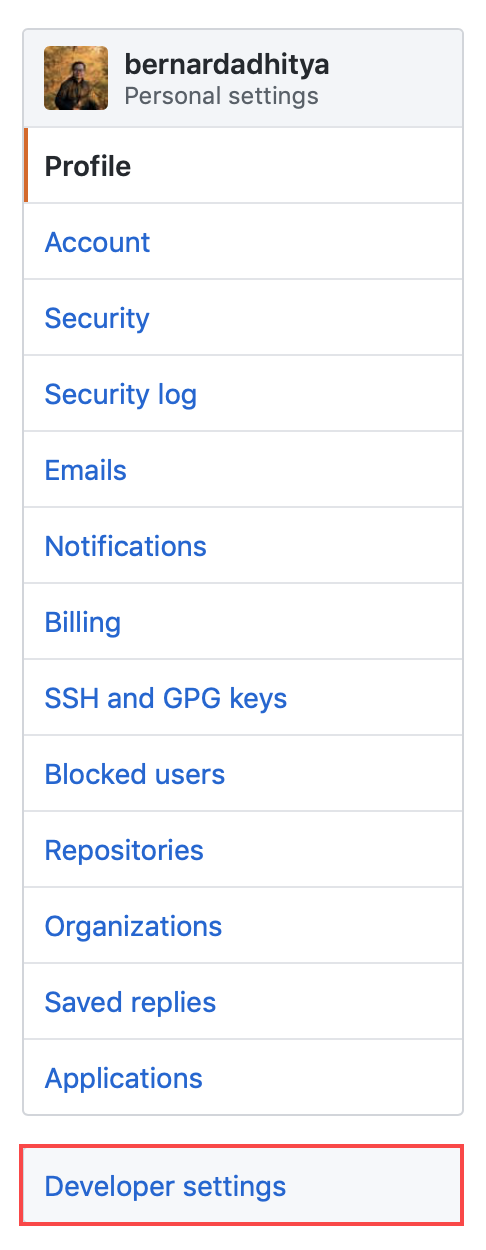 bernardadhitya
Personal settings
Profile
Account
Security
Security log
Emails
Notifications
Billing
SSH and GPG keys
Blocked users
Repositories
Organizations
Saved replies
Applications
Developer settings